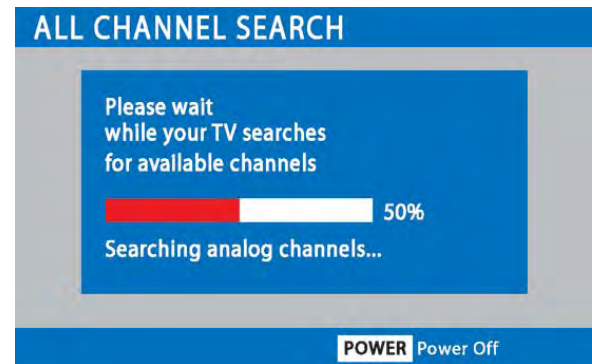 ALL CHANNEL SEARCH
Please wait
while your TV searches
for available channels
50%
Searching analog channels...
POWER Power Off